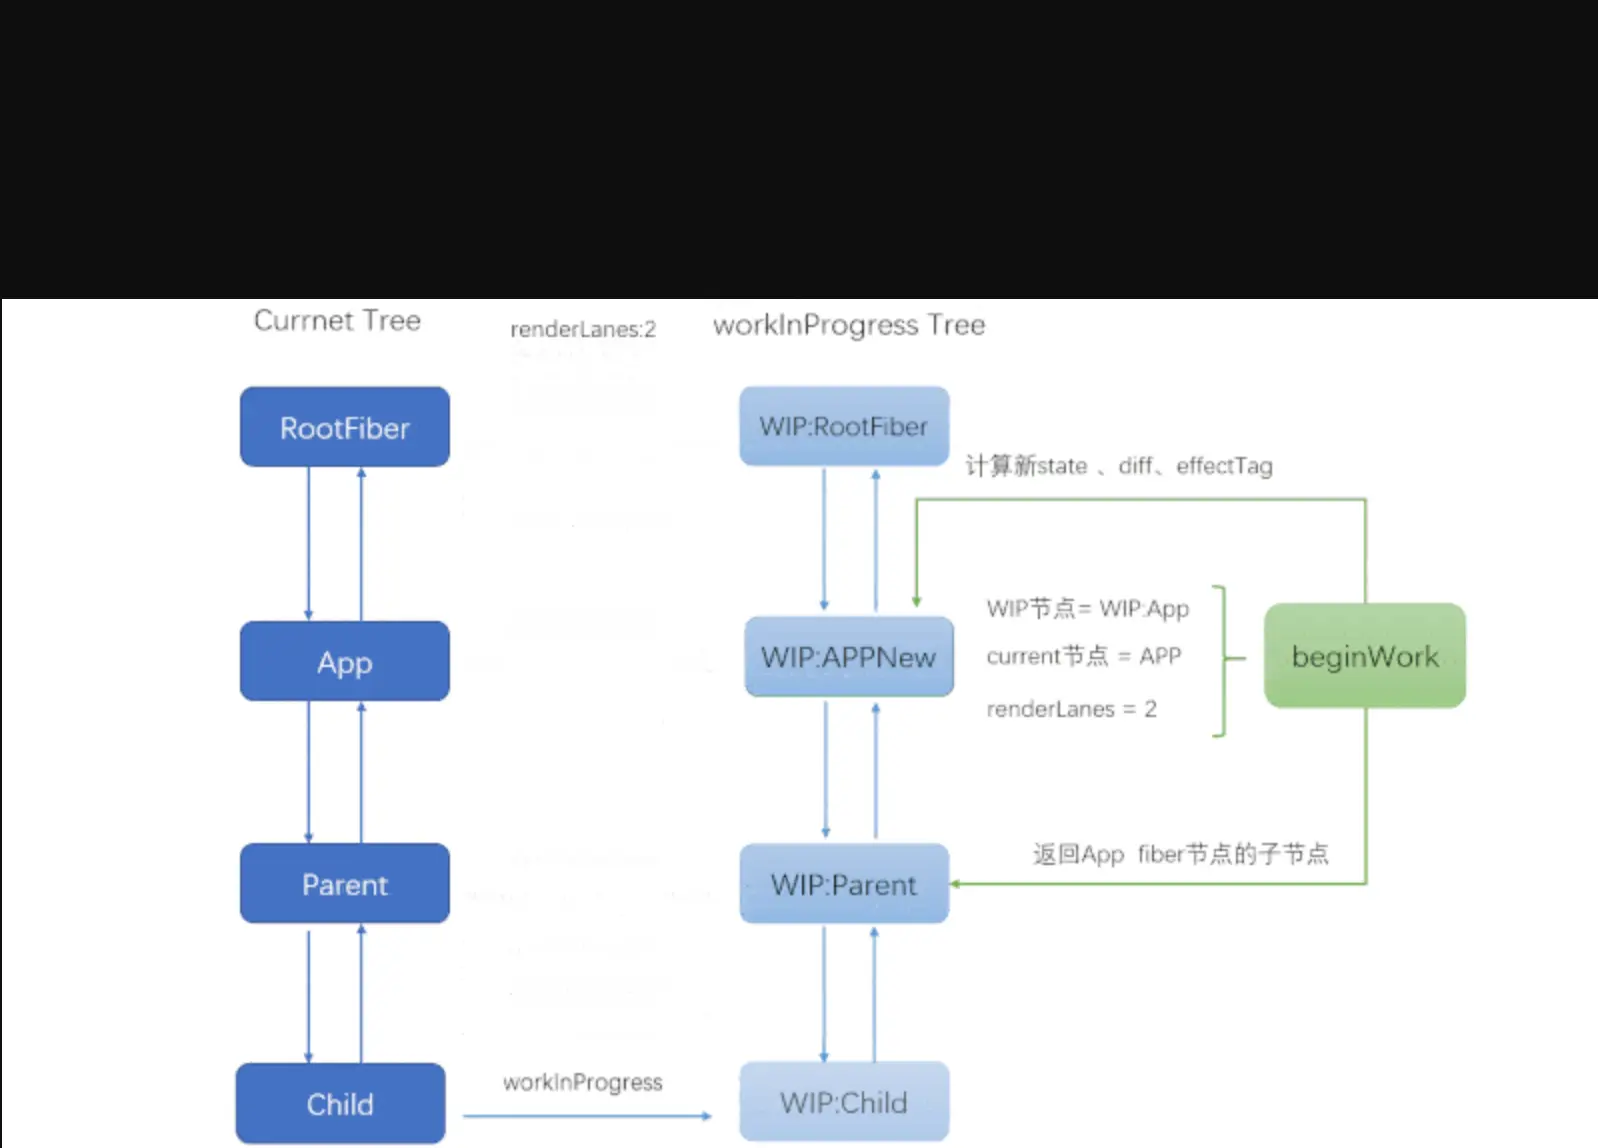 Currnet Tree
renderLanes:2
workInProgress Tree
RootFiber
WIP:RootFiber
计算新state 、diff、effectTag
App
WIP:APPNew
WIP节点= WIP:App
current节点 = APP
renderLanes = 2
beginWork
返回App fiber节点的子节点
Parent
WIP:Parent
workInProgress
Child
WIP:Child